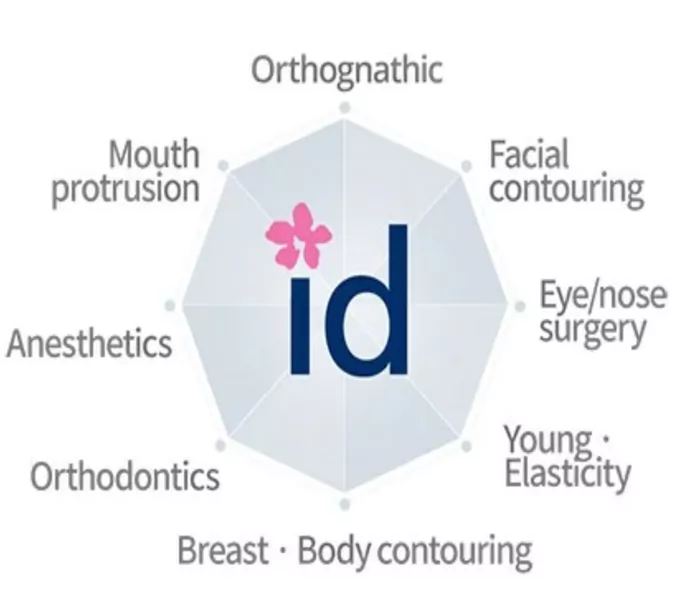 Orthognathic
Mouth
protrusion
Facial
contouring
id
Eye/nose
surgery
Anesthetics
Young ·
Elasticity
Orthodontics
Breast · Body contouring